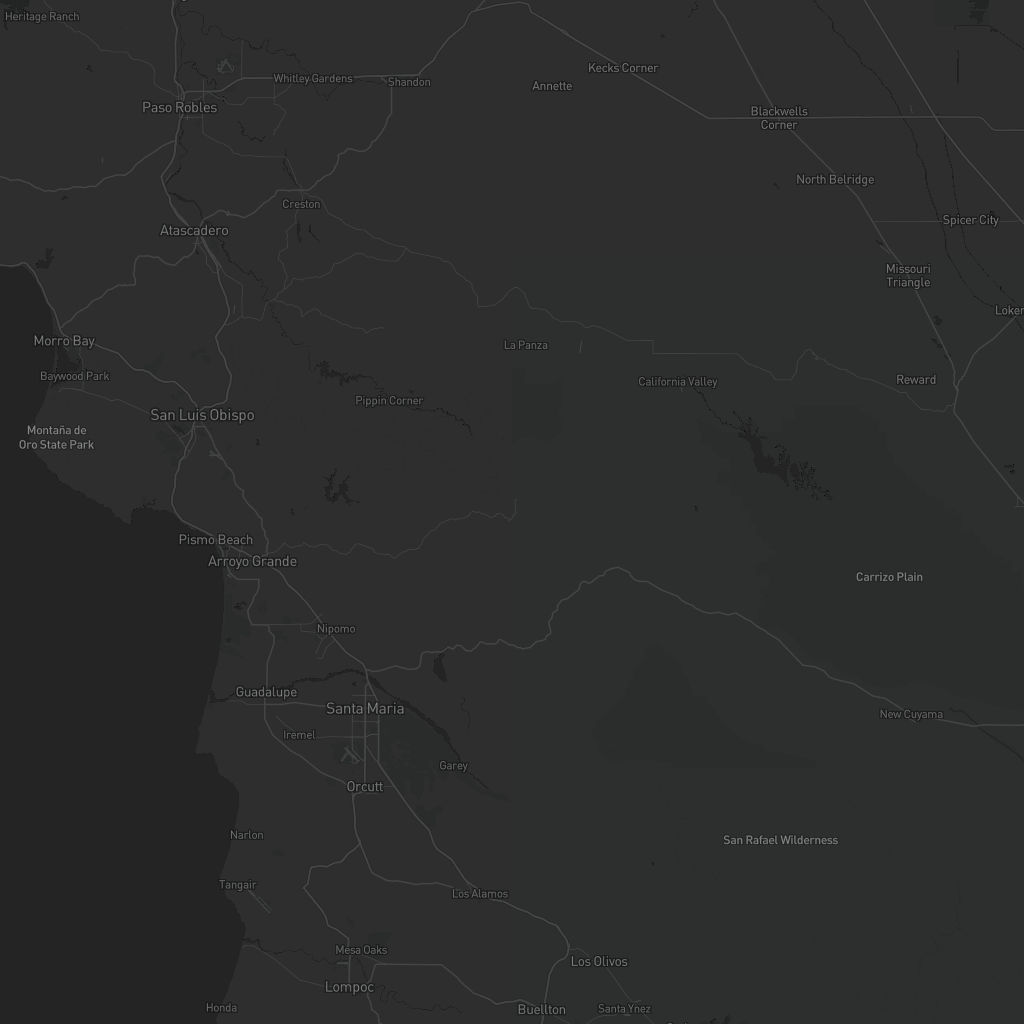 Heritage Ranch
Kecks Corner
Whitley Gardens
Shandon
Annette
Paso Robles
Blackwells
Corner
North Belridge
Creston
Spicer City
Atascadero
Missouri
Triangle
Loker
Morro Bay
La Panza
Baywood Park
California Valley
Reward
Pippin Corner
San Luis Obispo
Montaña de
Oro State Park
Pismo Beach
Arroyo Grande
Carrizo Plain
Nipomo
Guadalupe
Santa Maria
New Cuyama
Iremel
Garey
Orcutt
Narlon
San Rafael Wilderness
Tangair
Los Alamos
Mesa Oaks
Los Olivos
Lompoc
Honda
Buellton
Santa Ynez